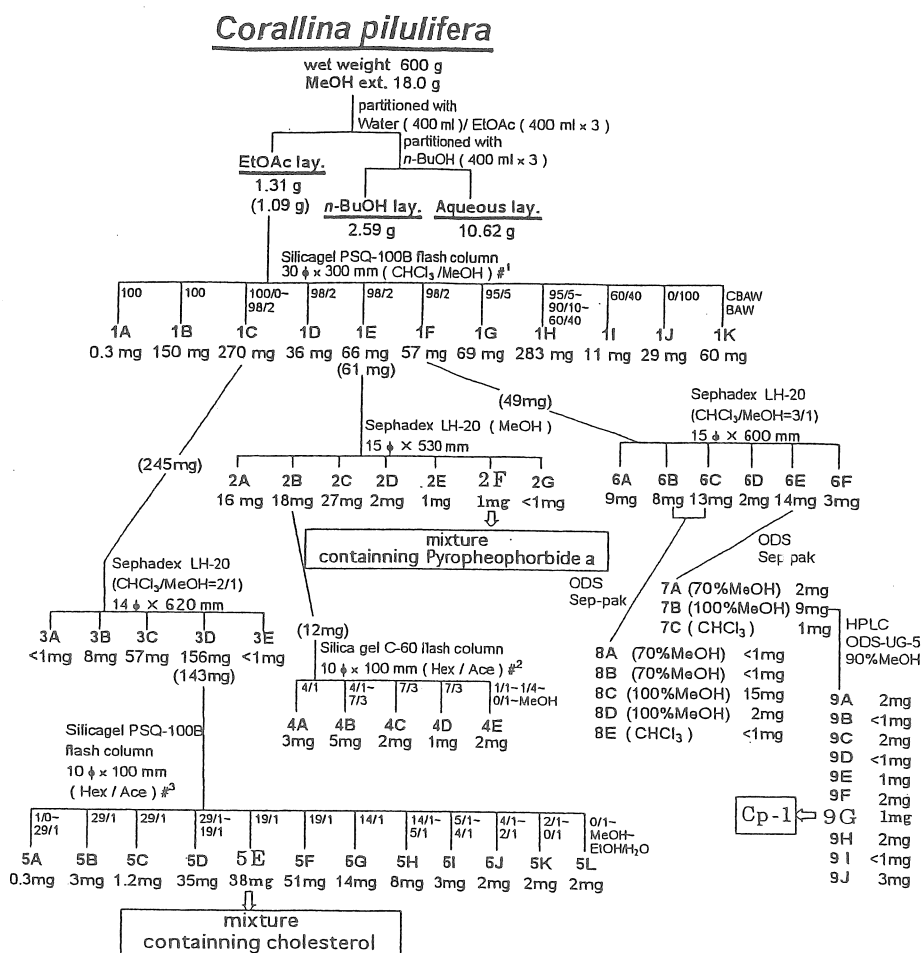 Corallina pilulifera
wet weight 600 g
MeOH ext. 18.0 g
partitioned with
Water ( 400 ml )/ EtOAc ( 400 ml × 3 )
partitioned with
n-BuOH ( 400 ml × 3 )
EtOAc lay.
1.31 g
(1.09 g)
n-BuOH lay. Aqueous lay.
2.59 g 10.62 g
Silicagel PSQ-100B flash column
30 ϕ × 300 mm ( CHCl3 /MeOH ) #1
100 100 100/0~ 98/2 98/2 98/2 95/5 95/5~ 60/40 0/100 CBAW
98/2 90/10~ BAW
60/40
1A 1B 1C 1D 1E 1F 1G 1H 1I 1J 1K
0.3 mg 150 mg 270 mg 36 mg 66 mg 57 mg 69 mg 283 mg 11 mg 29 mg 60 mg
(61 mg)
(245mg)
(49mg)
Sephadex LH-20 ( MeOH )
15 ϕ × 530 mm
2A 2B 2C 2D 2E 2F 2G
16 mg 18mg 27mg 2mg 1mg 1mg <1mg
mixture
containning Pyropheophorbide a
Sephadex LH-20
(CHCl3/MeOH=3/1)
15 ϕ × 600 mm
6A 6B 6C 6D 6E 6F
9mg 8mg 13mg 2mg 14mg 3mg
ODS
Sep-pak
7A (70%MeOH) 2mg
7B (100%MeOH) 9mg
7C (CHCl3 ) 1mg
ODS
Sep-pak
8A (70%MeOH) <1mg
8B (70%MeOH) <1mg
8C (100%MeOH) 15mg
8D (100%MeOH) 2mg
8E ( CHCl3 ) <1mg
HPLC
ODS-UG-5
90%MeOH
9A 2mg
9B <1mg
9C 2mg
9D <1mg
9E 1mg
9F 2mg
Cp-1 9G 1mg
9H 2mg
9I <1mg
9J 3mg
Sephadex LH-20
(CHCl3/MeOH=2/1)
14 ϕ × 620 mm
3A 3B 3C 3D 3E
<1mg 8mg 57mg 156mg <1mg
(143mg)
(12mg)
Silica gel C-60 flash column
10 ϕ × 100 mm ( Hex / Ace ) #2
4/1 4/1~ 7/3 7/3 1/1~1/4~
7/3 0/1~MeOH
4A 4B 4C 4D 4E
3mg 5mg 2mg 1mg 2mg
Silicagel PSQ-100B
flash column
10 ϕ × 100 mm
( Hex / Ace ) #3
1/0~ 29/1 29/1 29/1~ 19/1 19/1 14/1 14/1~ 5/1~ 4/1~ 2/1~ 0/1~
29/1 19/1 5/1 4/1 2/1 0/1 MeOH~
EtOH/H2O
5A 5B 5C 5D 5E 5F 5G 5H 5I 5J 5K 5L
0.3mg 3mg 1.2mg 35mg 38mg 51mg 14mg 8mg 3mg 2mg 2mg 2mg
mixture
containning cholesterol